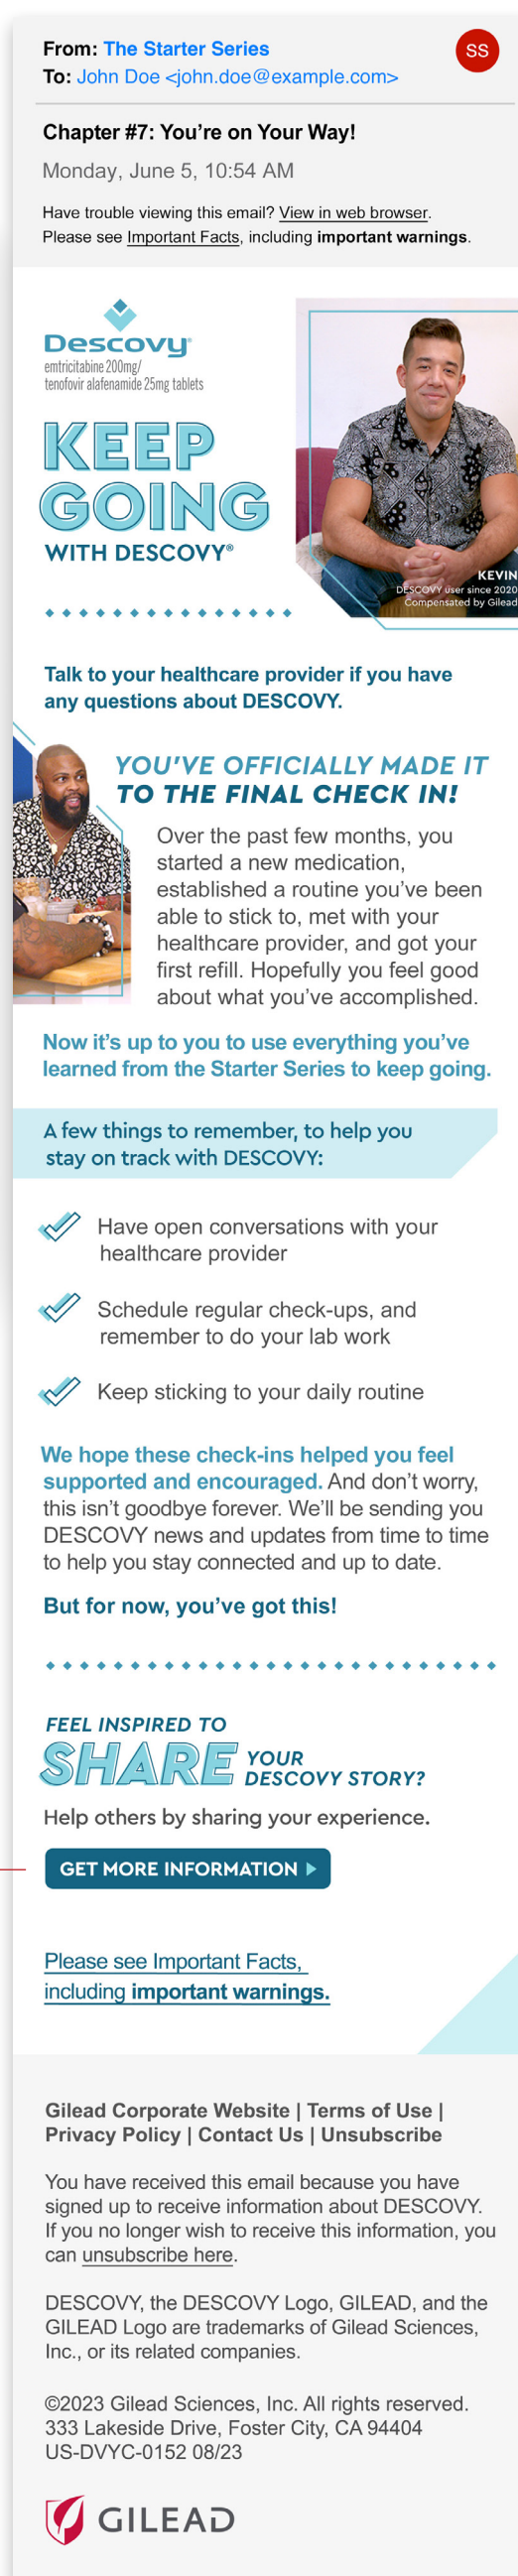 From: The Starter Series
SS
To: John Doe <john.doe@example.com>
Chapter #7: You’re on Your Way!
Monday, June 5, 10:54 AM
Have trouble viewing this email? View in web browser.
Please see Important Facts, including important warnings.
Descovy®
emtricitabine 200mg/
tenofovir alafenamide 25mg tablets
KEEP
GOING
WITH DESCOVY®
KEVIN
DESCOVY user since 2020
Compensated by Gilead
Talk to your healthcare provider if you have
any questions about DESCOVY.
YOU’VE OFFICIALLY MADE IT
TO THE FINAL CHECK IN!
Over the past few months, you
started a new medication,
established a routine you’ve been
able to stick to, met with your
healthcare provider, and got your
first refill. Hopefully you feel good
about what you’ve accomplished.
Now it’s up to you to use everything you’ve
learned from the Starter Series to keep going.
A few things to remember, to help you
stay on track with DESCOVY:
Have open conversations with your
healthcare provider
Schedule regular check-ups, and
remember to do your lab work
Keep sticking to your daily routine
We hope these check-ins helped you feel
supported and encouraged. And don’t worry,
this isn’t goodbye forever. We’ll be sending you
DESCOVY news and updates from time to time
to help you stay connected and up to date.
But for now, you’ve got this!
FEEL INSPIRED TO
SHARE YOUR
DESCOVY STORY?
Help others by sharing your experience.
GET MORE INFORMATION
Please see Important Facts,
including important warnings.
Gilead Corporate Website | Terms of Use |
Privacy Policy | Contact Us | Unsubscribe
You have received this email because you have
signed up to receive information about DESCOVY.
If you no longer wish to receive this information, you
can unsubscribe here.
DESCOVY, the DESCOVY Logo, GILEAD, and the
GILEAD Logo are trademarks of Gilead Sciences,
Inc., or its related companies.
©2023 Gilead Sciences, Inc. All rights reserved.
333 Lakeside Drive, Foster City, CA 94404
US-DVYC-0152 08/23
GILEAD